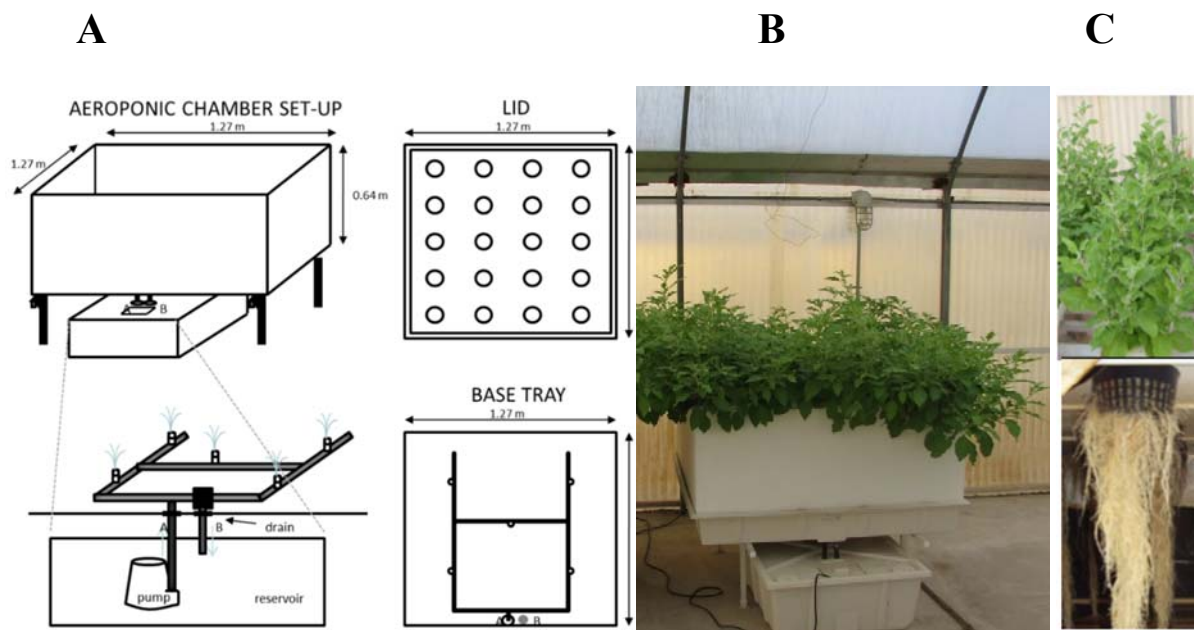 A
B
C
AEROPONIC CHAMBER SET-UP
1.27 m
1.27 m
0.64 m
A
B
LID
1.27 m
A
B
drain
pump
reservoir
BASE TRAY
1.27 m
A
B